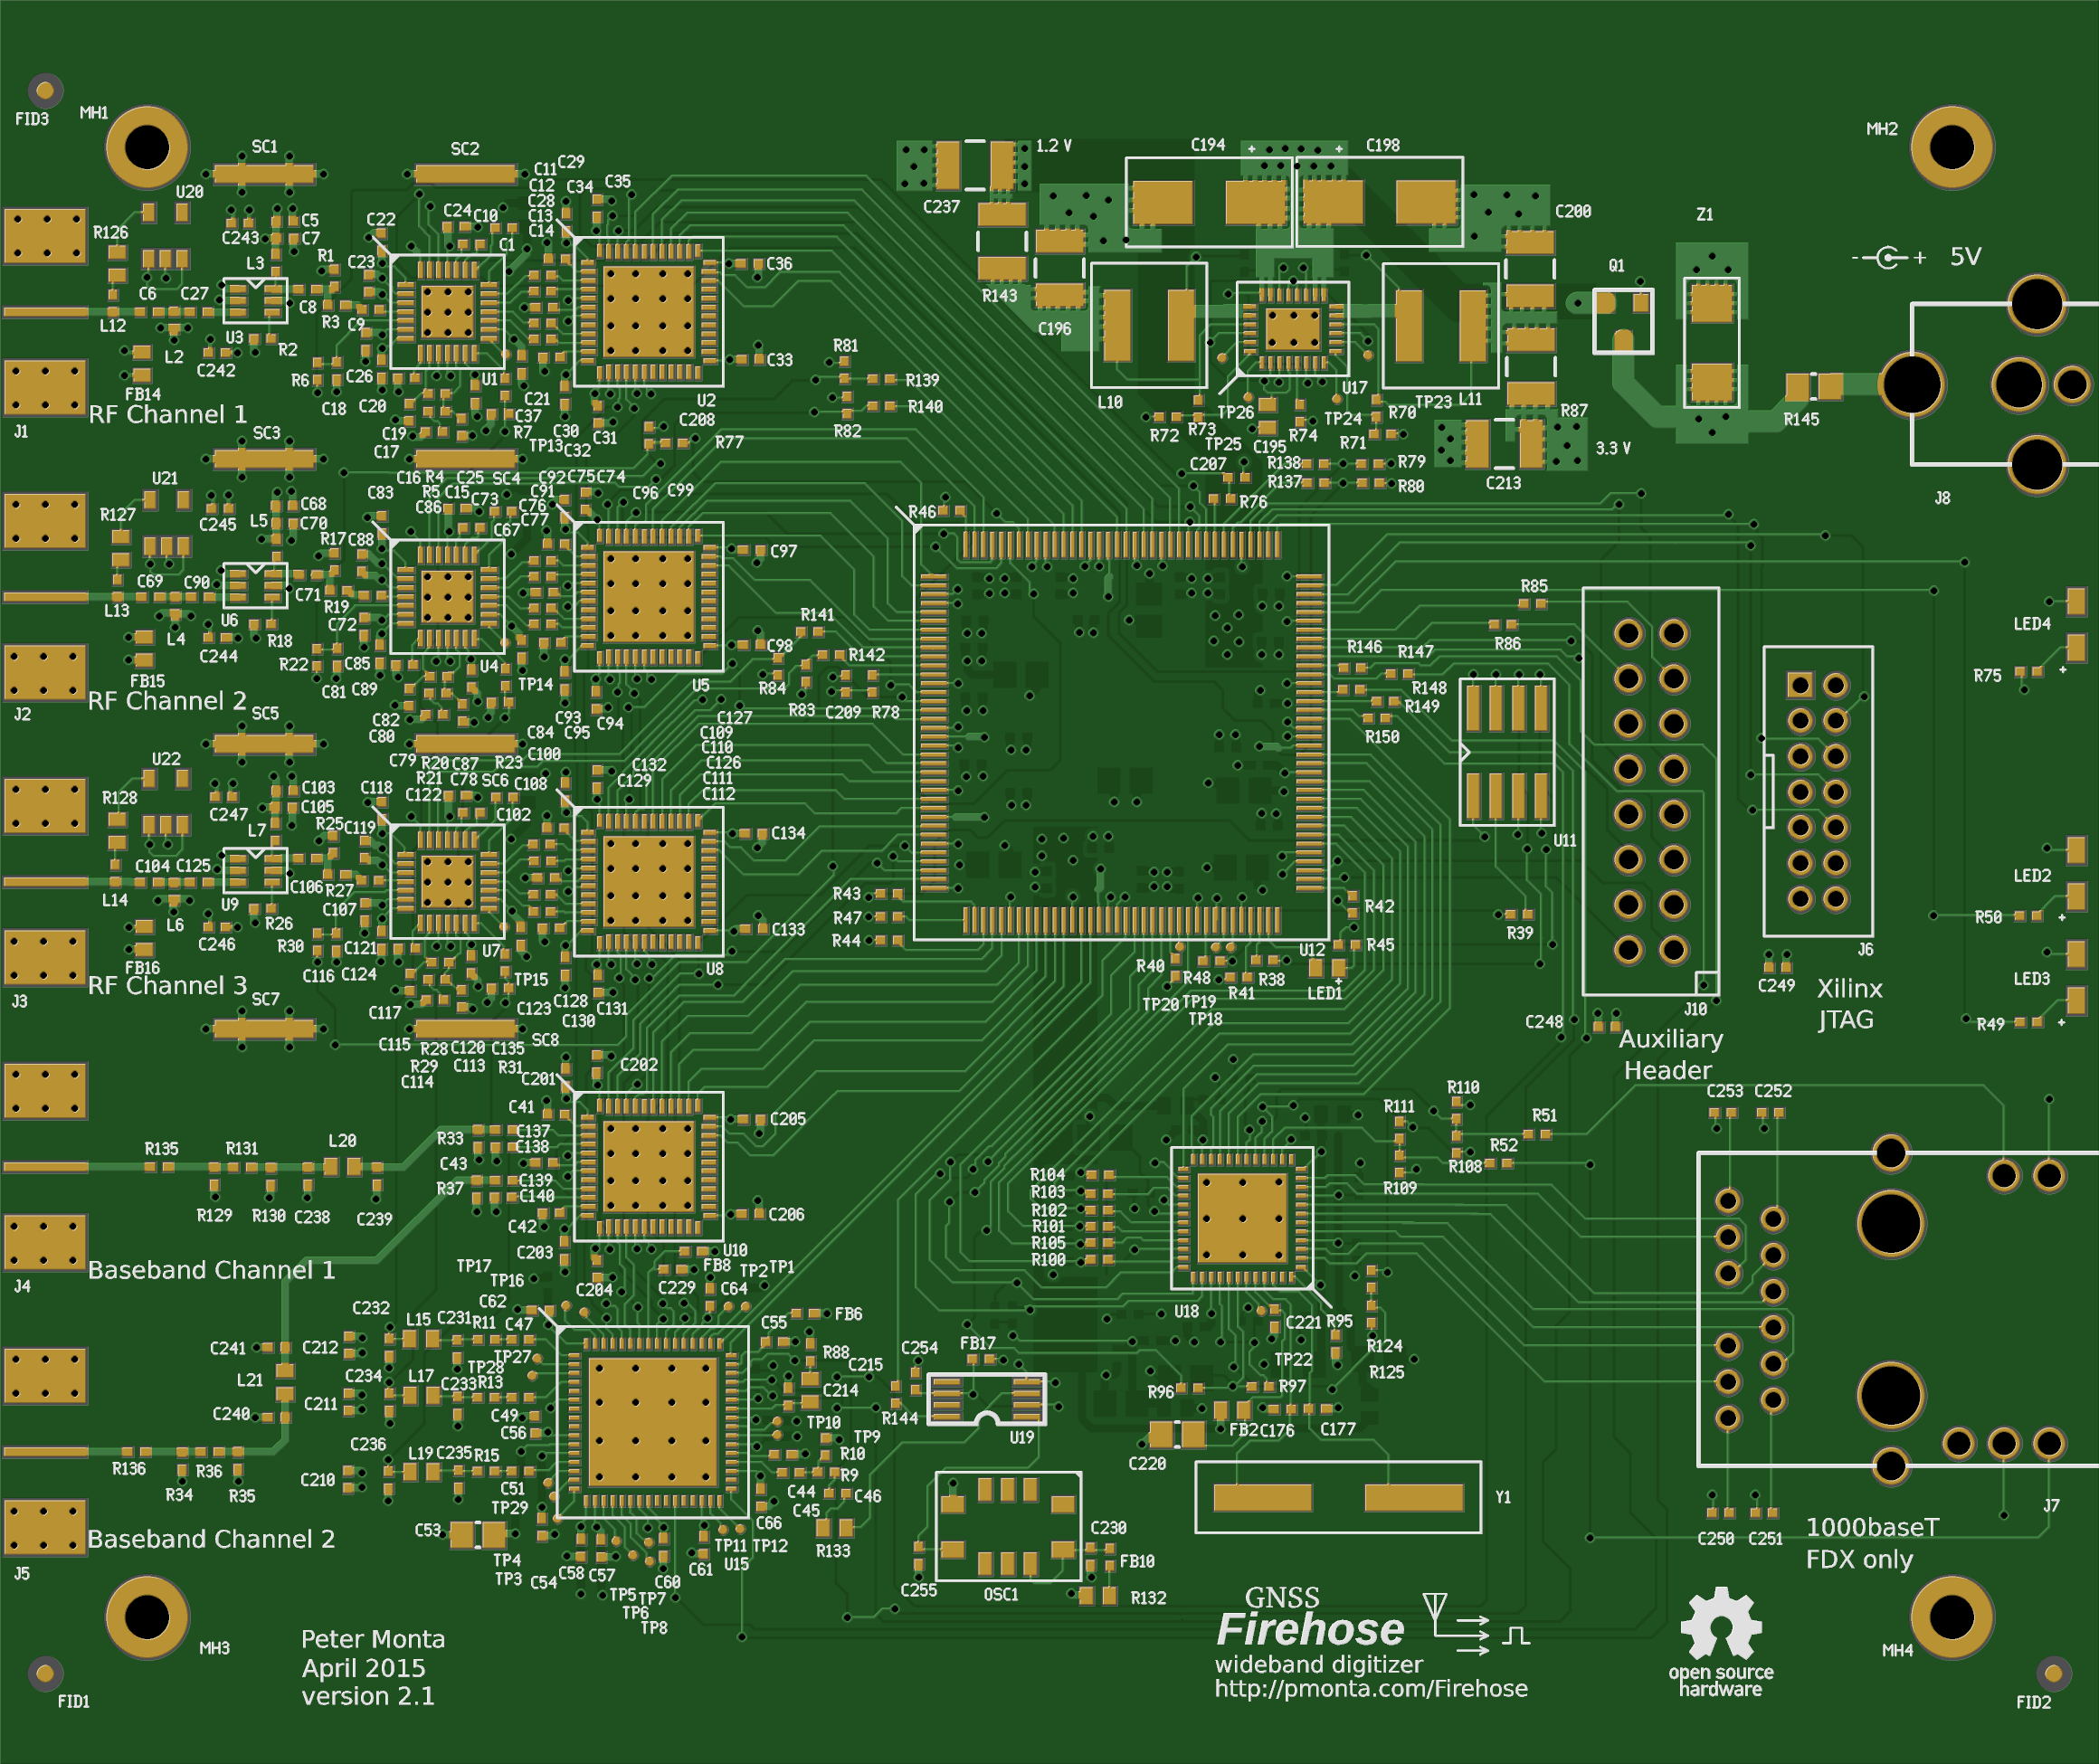 FID3
MH1
SC1
SC2
C11
C29
1.2 V
C194
C198
MH2
U20
C12
C34
C35
C28
C237
C200
Z1
R126
C243
C5
C7
C22
C24
C10
C13
C14
C1
- + 5V
L3
R1
C23
C36
R143
Q1
C6
C27
C8
R3
C9
C196
L12
L2
U3
R2
C242
R6
C26
U1
C33
R81
R139
R140
R82
FB14
C18
C20
C21
U2
L10
U17
L11
R87
R145
J1
RF Channel 1
C19
C17
C37
R7
TP13
C30
C32
C31
C208
R77
R72
R73
TP26
TP25
C195
R74
TP24
R71
R70
TP23
3.3 V
J8
SC3
C16
R4
C25
SC4
C92
C75
C74
C207
R138
R137
R79
R80
R76
C213
U21
C68
C70
C83
R5
C15
C86
C73
C91
C76
C77
C96
C99
R46
R127
C245
L5
R17
C88
C67
C97
C69
C90
C71
R19
C72
R85
L13
L4
U6
R18
C244
R22
C85
C89
U4
TP14
C98
R141
R142
R86
LED4
FB15
C81
U5
R84
R83
C209
R78
R146
R147
R148
R149
R150
R75
J2
RF Channel 2
C82
C80
C93
C95
C94
C127
C109
C110
C126
C111
C112
SC5
C79
R20
C87
R23
C84
C100
U22
C103
C105
C118
R21
C78
SC6
C122
C108
C102
C132
C129
R128
C247
L7
R25
C119
C134
U11
C104
C125
C106
R27
C107
R43
R47
R44
R42
R45
L14
L6
U9
R26
C246
R30
C121
U7
C133
R39
LED2
R50
FB16
C116
C124
TP15
U8
U12
J6
J3
RF Channel 3
C117
C123
C128
C130
C131
R40
R48
R41
R38
LED1
TP20
TP19
TP18
C249
LED3
Xilinx
JTAG
SC7
C115
R28
C120
C135
SC8
R29
C113
R31
C114
C201
C202
C248
J10
R49
Auxiliary
Header
C41
C253
C252
R110
R111
R51
R135
R131
L20
R33
C137
C138
C205
C43
R104
R103
R102
R101
R105
R100
R108
R52
R109
R129
R130
C238
C239
R37
C139
C140
C42
C206
C203
U10
J4
Baseband Channel 1
TP17
TP16
C204
FB8
C229
TP2
TP1
C64
U18
C221
R95
C232
L15
C231
C62
R11
C47
C55
FB6
C241
C212
TP27
R88
C254
FB17
TP22
R124
R125
L21
C234
L17
TP28
C233
R13
C215
C214
C211
C240
C49
C56
TP10
R144
U19
R96
R97
FB2
C176
C177
C236
L19
C235
R15
TP9
R10
R9
C220
R136
R36
C210
C51
C44
C46
C45
Y1
R34
R35
TP29
C66
J7
J5
Baseband Channel 2
C53
TP4
TP3
C54
C58
C57
C60
C61
TP11
TP12
U15
R133
C230
FB10
C255
OSC1
R132
C250
C251
1000baseT
FDX only
TP5
TP7
TP6
TP8
MH3
Peter Monta
April 2015
version 2.1
GNSS
Firehose
wideband digitizer
http://pmonta.com/Firehose
open source
hardware
MH4
FID1
FID2